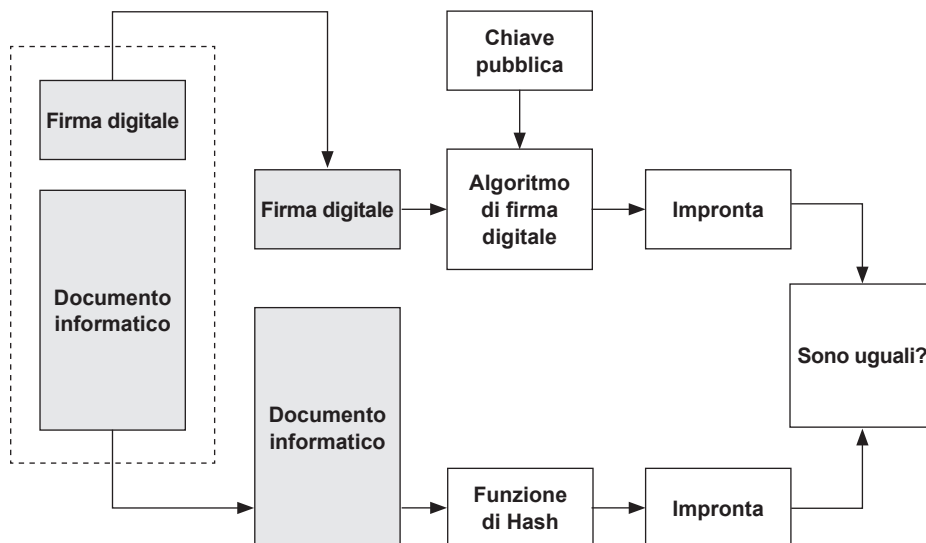 Chiave
pubblica
Firma digitale
Firma digitale
Algoritmo
di firma
digitale
Impronta
Documento
informatico
Sono uguali?
Documento
informatico
Funzione
di Hash
Impronta